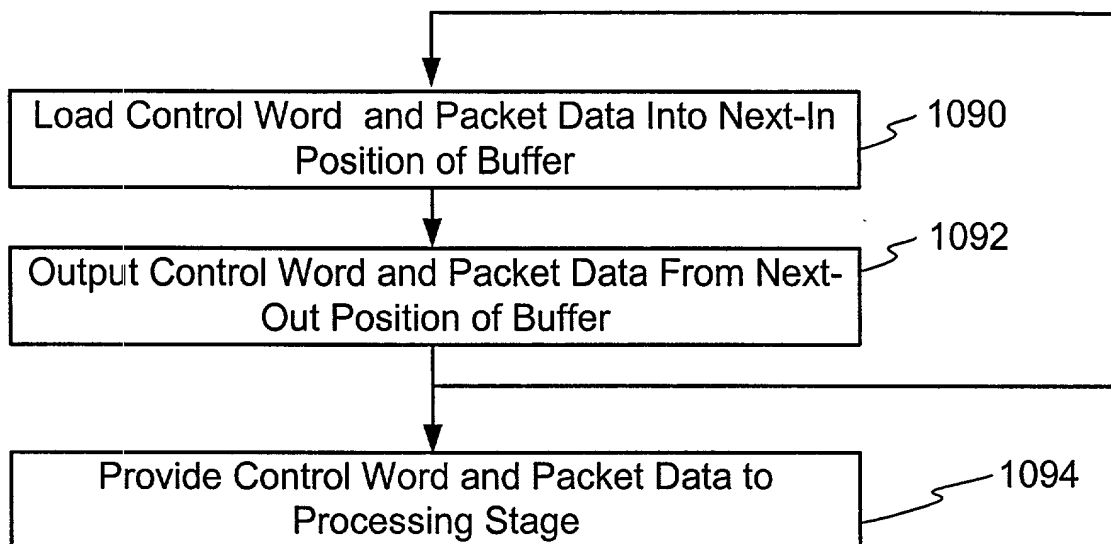 Load Control Word and Packet Data Into Next-In
Position of Buffer
1090
Output Control Word and Packet Data From Next-
Out Position of Buffer
1092
Provide Control Word and Packet Data to
Processing Stage
1094